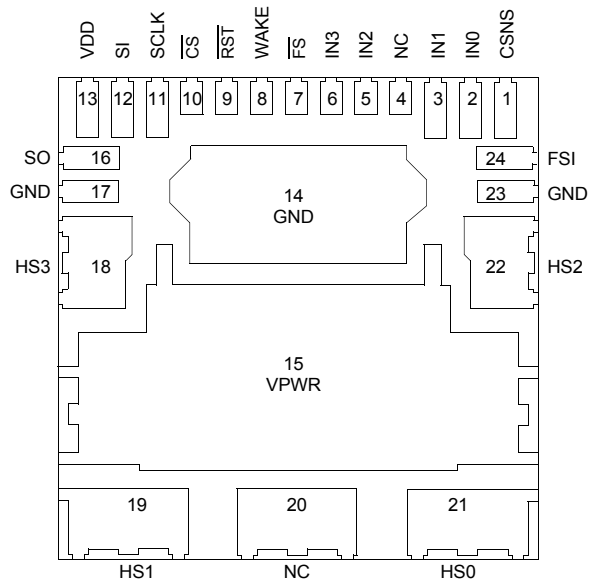 VDD SI SCLK CS RST WAKE FS IN3 IN2 NC IN1 IN0 CSNS
13 12 11 10 9 8 7 6 5 4 3 2 1
SO 16 24 FSI
GND 17 23 GND
14
GND
HS3 18 22 HS2
15
VPWR
19 20 21
HS1 NC HS0